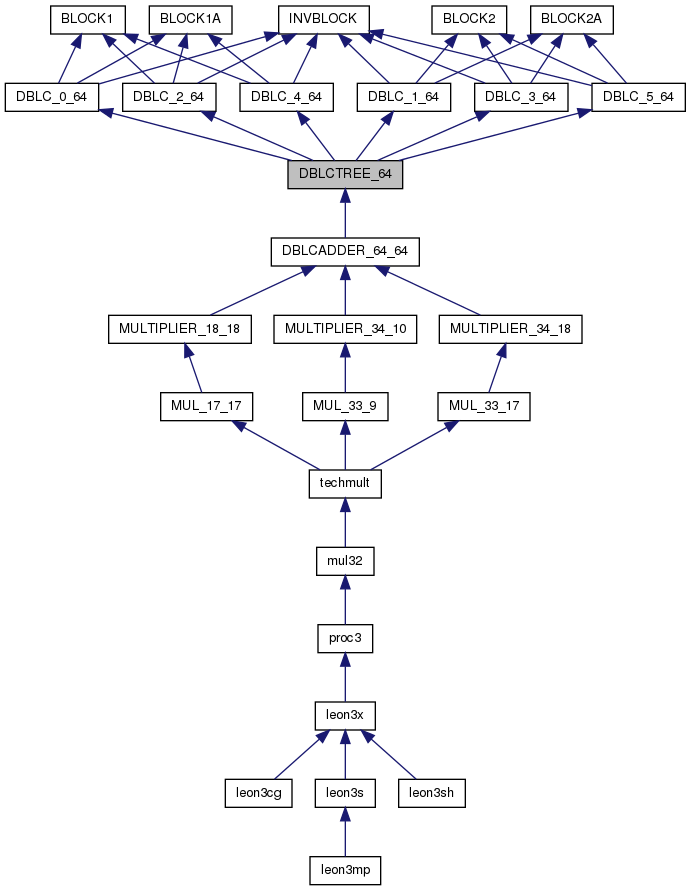 BLOCK1 BLOCK1A INVBLOCK BLOCK2 BLOCK2A
DBLC_0_64 DBLC_2_64 DBLC_4_64 DBLC_1_64 DBLC_3_64 DBLC_5_64
DBLCTREE_64
DBLCADDER_64_64
MULTIPLIER_18_18 MULTIPLIER_34_10 MULTIPLIER_34_18
MUL_17_17 MUL_33_9 MUL_33_17
techmult
mul32
proc3
leon3x
leon3cg leon3s leon3sh
leon3mp